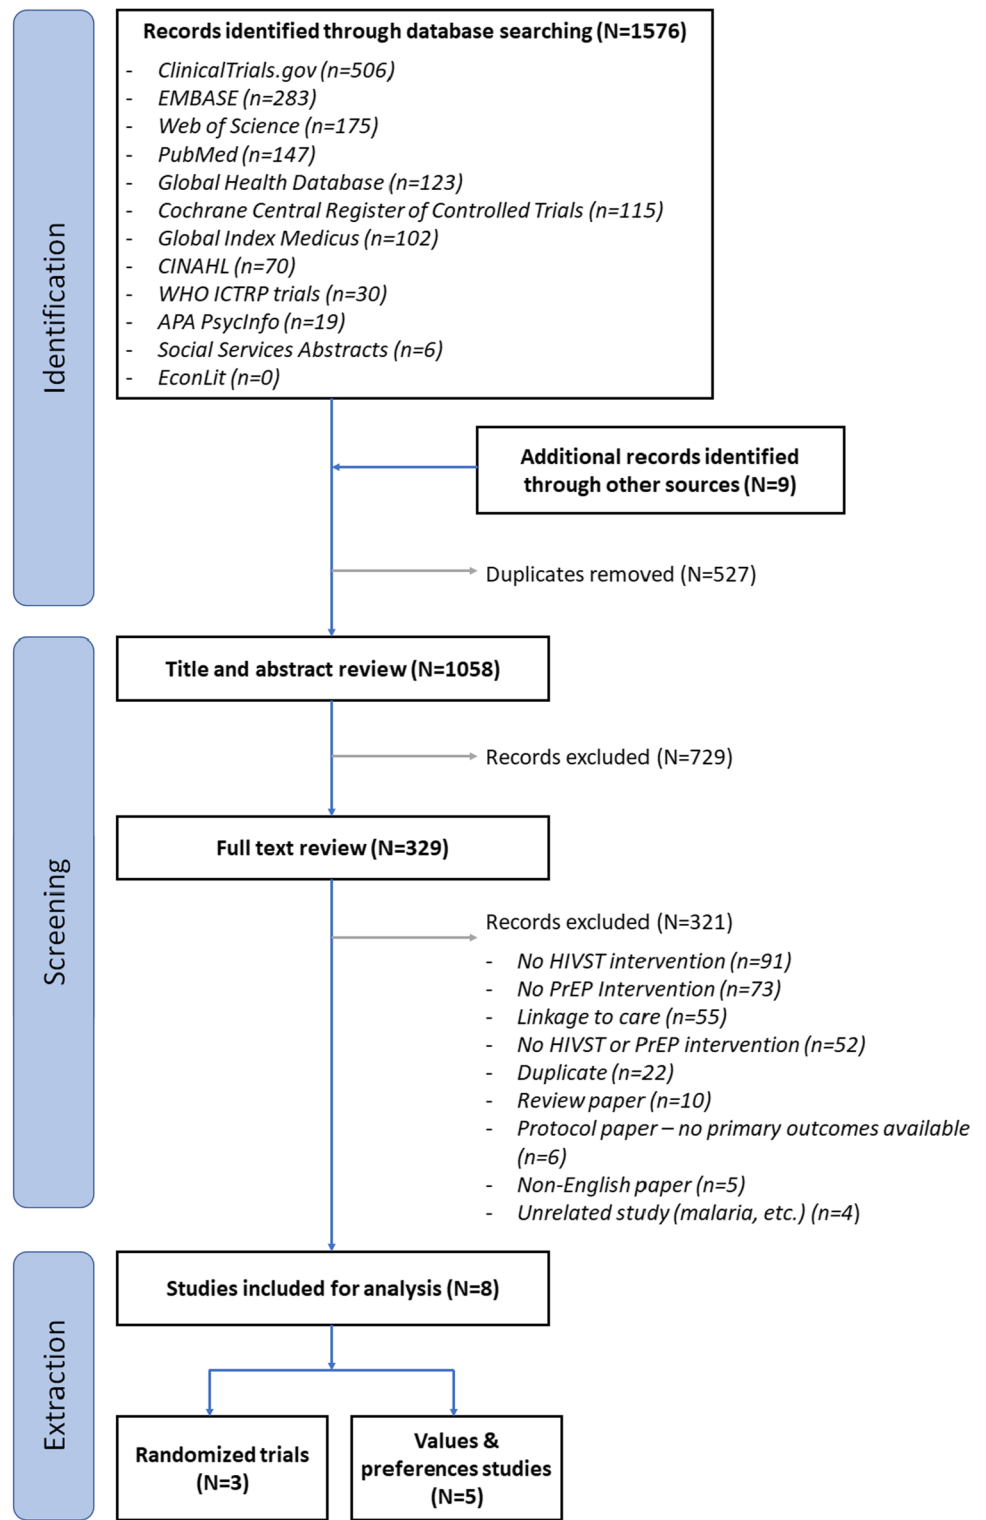 Identification
Records identified through database searching (N=1576)
- ClinicalTrials.gov (n=506)
- EMBASE (n=283)
- Web of Science (n=175)
- PubMed (n=147)
- Global Health Database (n=123)
- Cochrane Central Register of Controlled Trials (n=115)
- Global Index Medicus (n=102)
- CINAHL (n=70)
- WHO ICTRP trials (n=30)
- APA PsycInfo (n=19)
- Social Services Abstracts (n=6)
- EconLit (n=0)
Additional records identified
through other sources (N=9)
Duplicates removed (N=527)
Screening
Title and abstract review (N=1058)
Records excluded (N=729)
Full text review (N=329)
Records excluded (N=321)
- No HIVST intervention (n=91)
- No PrEP Intervention (n=73)
- Linkage to care (n=55)
- No HIVST or PrEP intervention (n=52)
- Duplicate (n=22)
- Review paper (n=10)
- Protocol paper – no primary outcomes available
(n=6)
- Non-English paper (n=5)
- Unrelated study (malaria, etc.) (n=4)
Extraction
Studies included for analysis (N=8)
Randomized trials
(N=3)
Values &
preferences studies
(N=5)